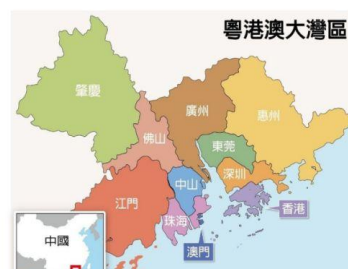 粵港澳大灣區
肇慶
廣州
惠州
佛山
東莞
深圳
中山
江門
珠海
香港
澳門
中國